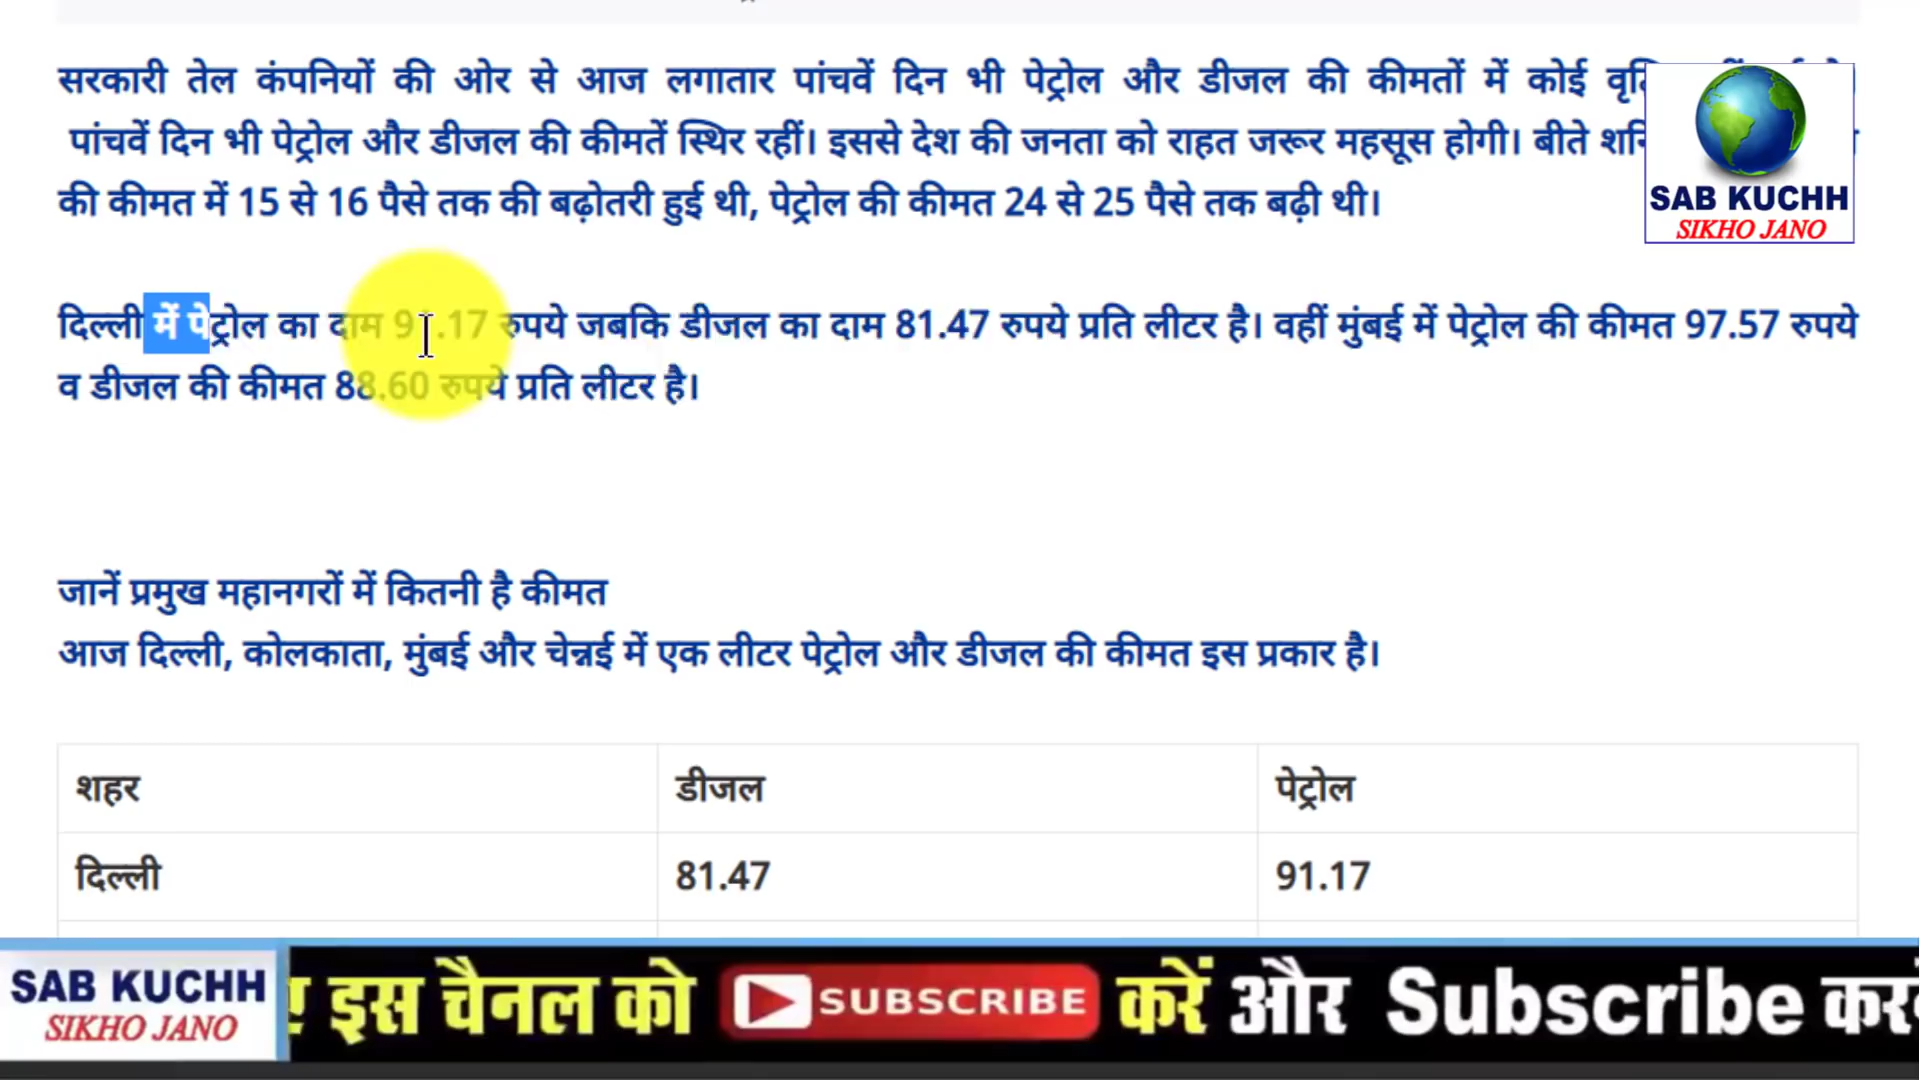 सरकारी तेल कंपनियों की ओर से आज लगातार पांचवें दिन भी पेट्रोल और डीजल की कीमतों में कोई
पांचवें दिन भी पेट्रोल और डीजल की कीमतें स्थिर रहीं। इससे देश की जनता को राहत जरूर महसूस होगी। बीते
की कीमत में 15 से 16 पैसे तक की बढ़ोतरी हुई थी, पेट्रोल की कीमत 24 से 25 पैसे तक बढ़ी थी।
SAB KUCHH
SIKHO JANO
दिल्ली में पेट्रोल का दाम 91.17 रुपये जबकि डीजल का दाम 81.47 रुपये प्रति लीटर है। वहीं मुंबई में पेट्रोल की कीमत 97.57 रुपये
व डीजल की कीमत 88.60 रुपये प्रति लीटर है।
जानें प्रमुख महानगरों में कितनी है कीमत
आज दिल्ली, कोलकाता, मुंबई और चेन्नई में एक लीटर पेट्रोल और डीजल की कीमत इस प्रकार है।
शहर डीजल पेट्रोल
दिल्ली 81.47 91.17
SAB KUCHH
SIKHO JANO
इस चैनल को SUBSCRIBE करें और Subscribe